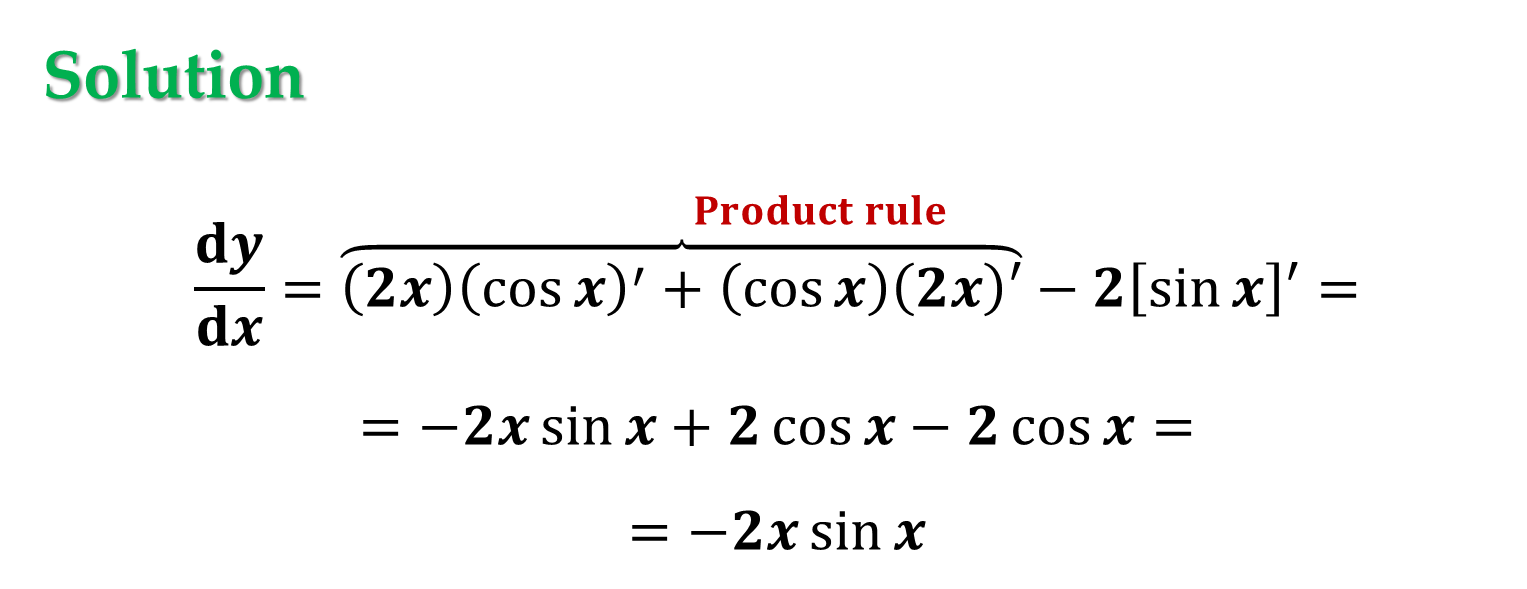 Solution
Product rule
dy/dx = (2x)(cos x)′ + (cos x)(2x)′ − 2[sin x]′ =
= −2x sin x + 2 cos x − 2 cos x =
= −2x sin x